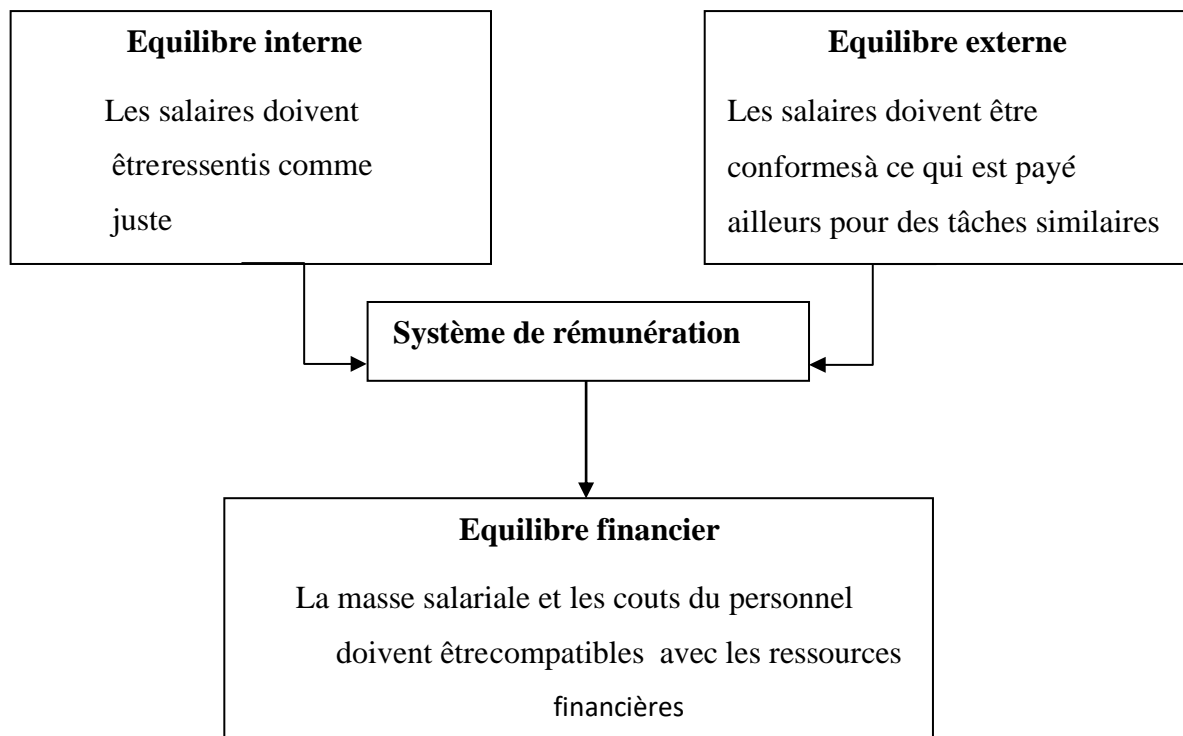 Equilibre interne
Les salaires doivent
êtreressentis comme
juste
Equilibre externe
Les salaires doivent être
conformesà ce qui est payé
ailleurs pour des tâches similaires
Système de rémunération
Equilibre financier
La masse salariale et les couts du personnel
doivent êtrecompatibles avec les ressources
financières